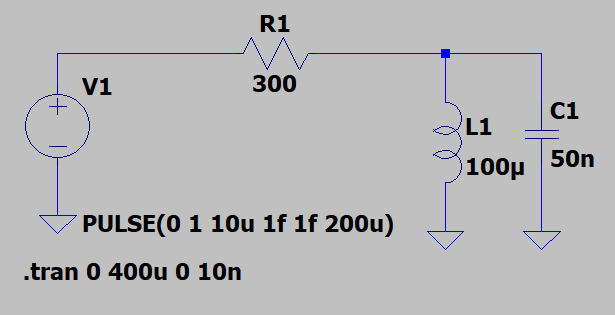 R1
300
V1
L1
100µ
C1
50n
PULSE(0 1 10u 1f 1f 200u)
.tran 0 400u 0 10n